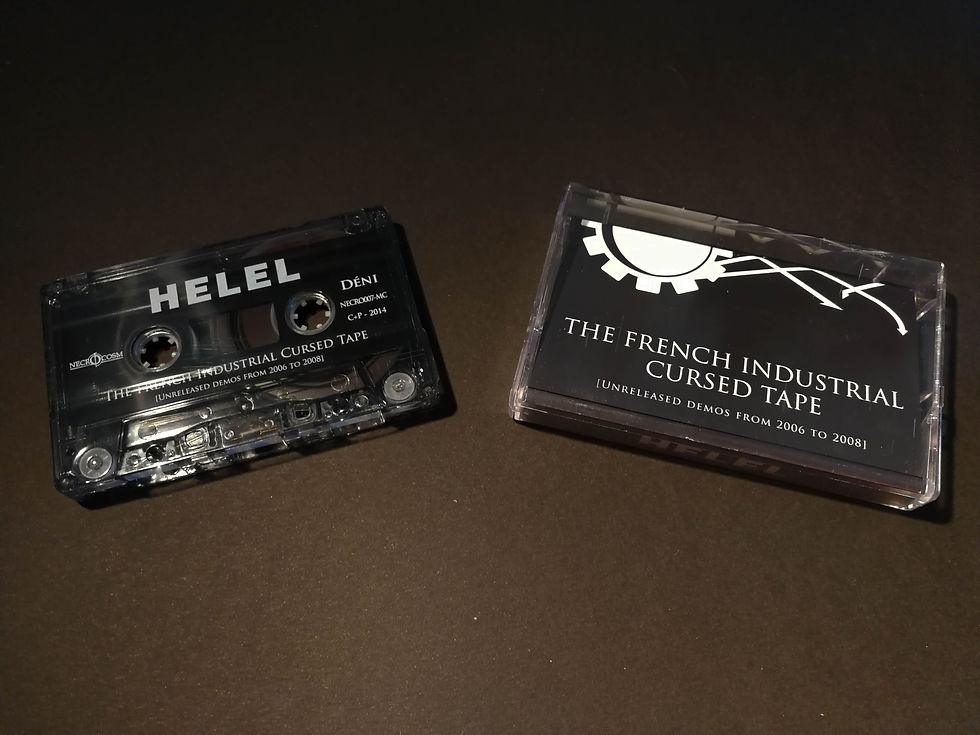 HELEL
DÉNI
NECRO007-MC
C+P - 2014
NECROCOSM
THE FRENCH INDUSTRIAL CURSED TAPE
[UNRELEASED DEMOS FROM 2006 TO 2008]
THE FRENCH INDUSTRIAL
CURSED TAPE
[UNRELEASED DEMOS FROM 2006 TO 2008]
HELEL